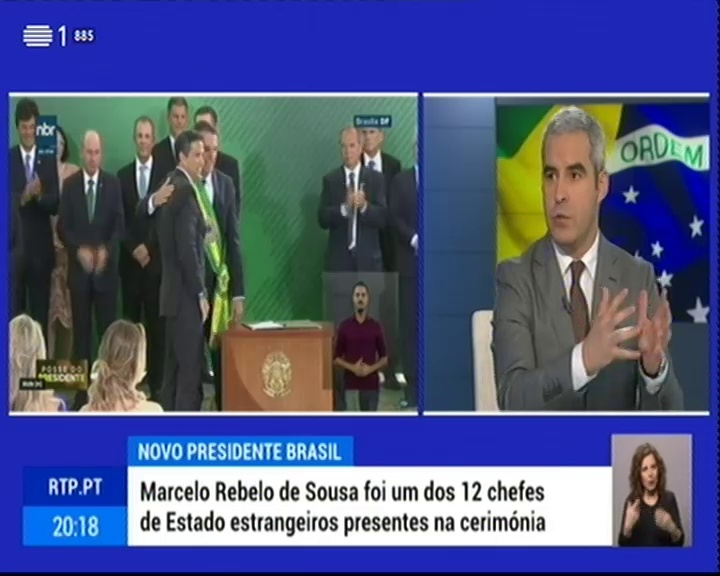 1 885
nbr
Brasília DF
ORDEM
POSSE DO
PRESIDENTE
NOVO PRESIDENTE BRASIL
RTP.PT
Marcelo Rebelo de Sousa foi um dos 12 chefes
20:18
de Estado estrangeiros presentes na cerimónia